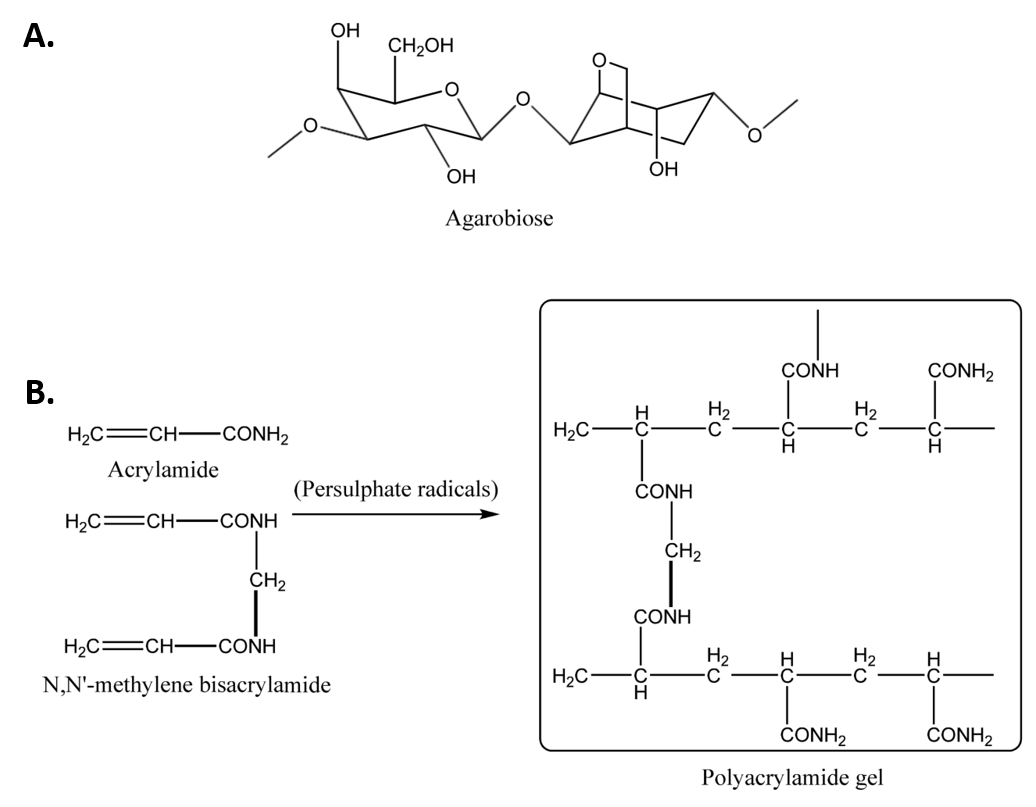 A.
OH
CH₂OH
O
O
O
O
O
OH
OH
Agarobiose
B.
H₂C CH CONH₂
Acrylamide
H₂C CH CONH
CH₂
H₂C CH CONH
N,N'-methylene bisacrylamide
(Persulphate radicals)
CONH CONH₂
H H₂ H₂
H₂C C C C C C
H H
CONH
CH₂
CONH
H₂ H H₂ H
H₂C C C C C C
H
CONH₂ CONH₂
Polyacrylamide gel